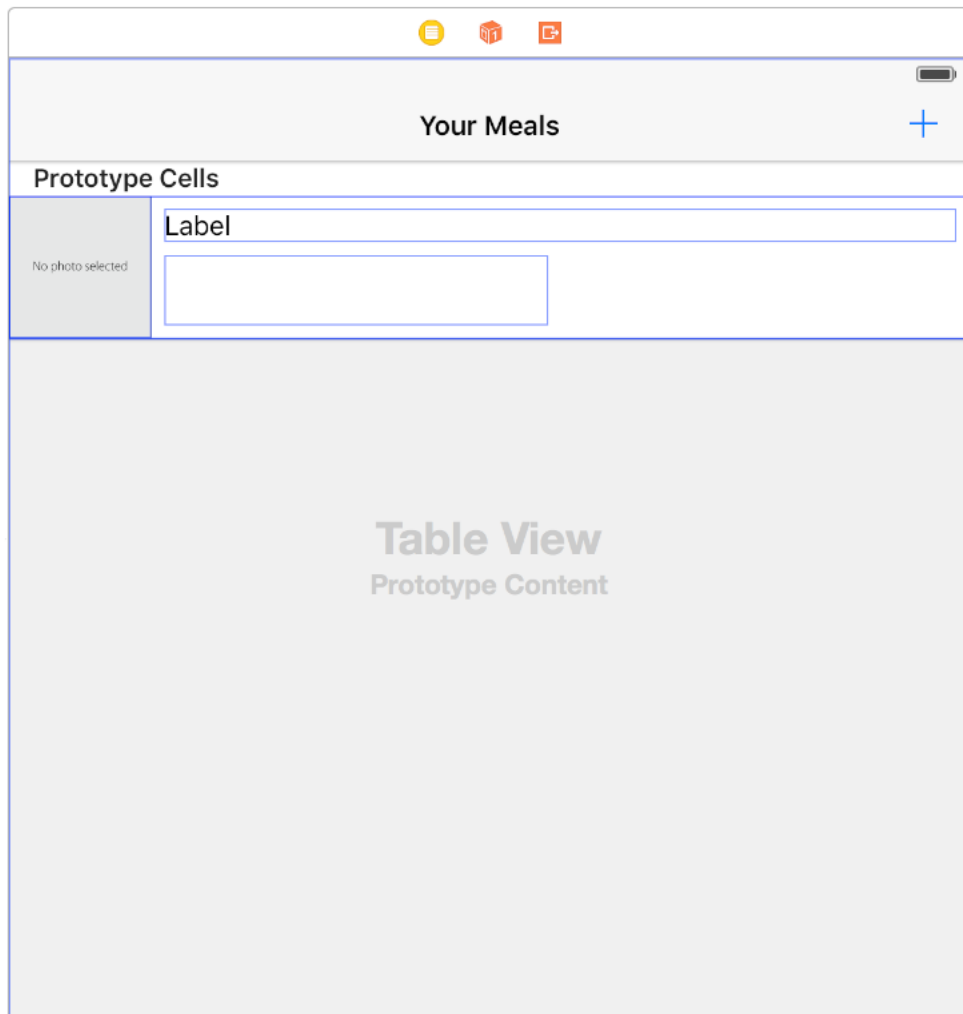 Your Meals
Prototype Cells
Label
No photo selected
Table View
Prototype Content